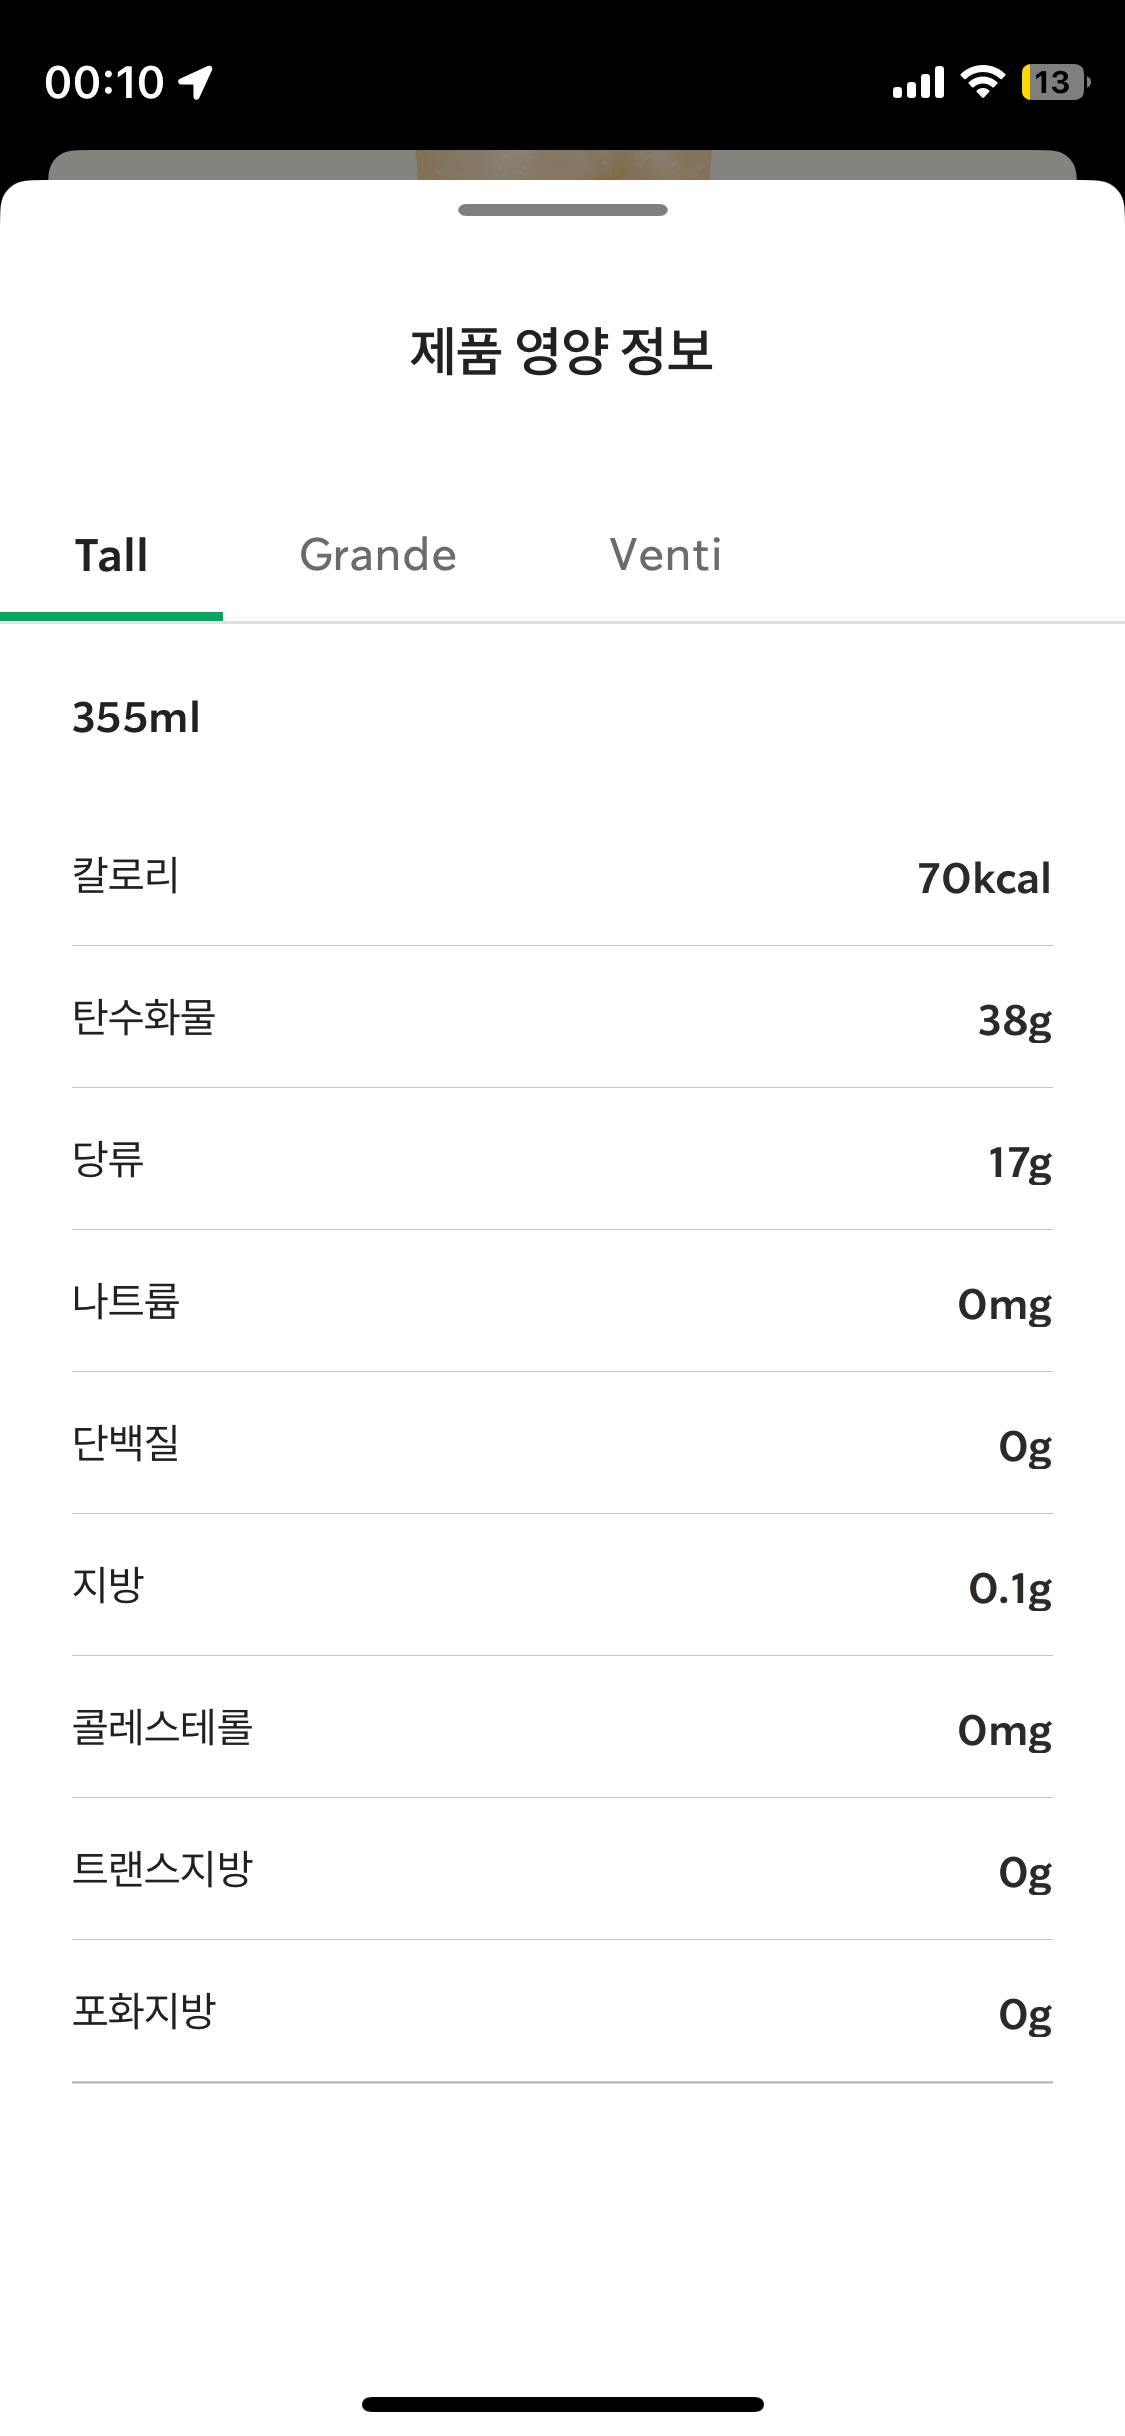 00:10
13
제품 영양 정보
Tall Grande Venti
355ml
칼로리 70kcal
탄수화물 38g
당류 17g
나트륨 0mg
단백질 0g
지방 0.1g
콜레스테롤 0mg
트랜스지방 0g
포화지방 0g